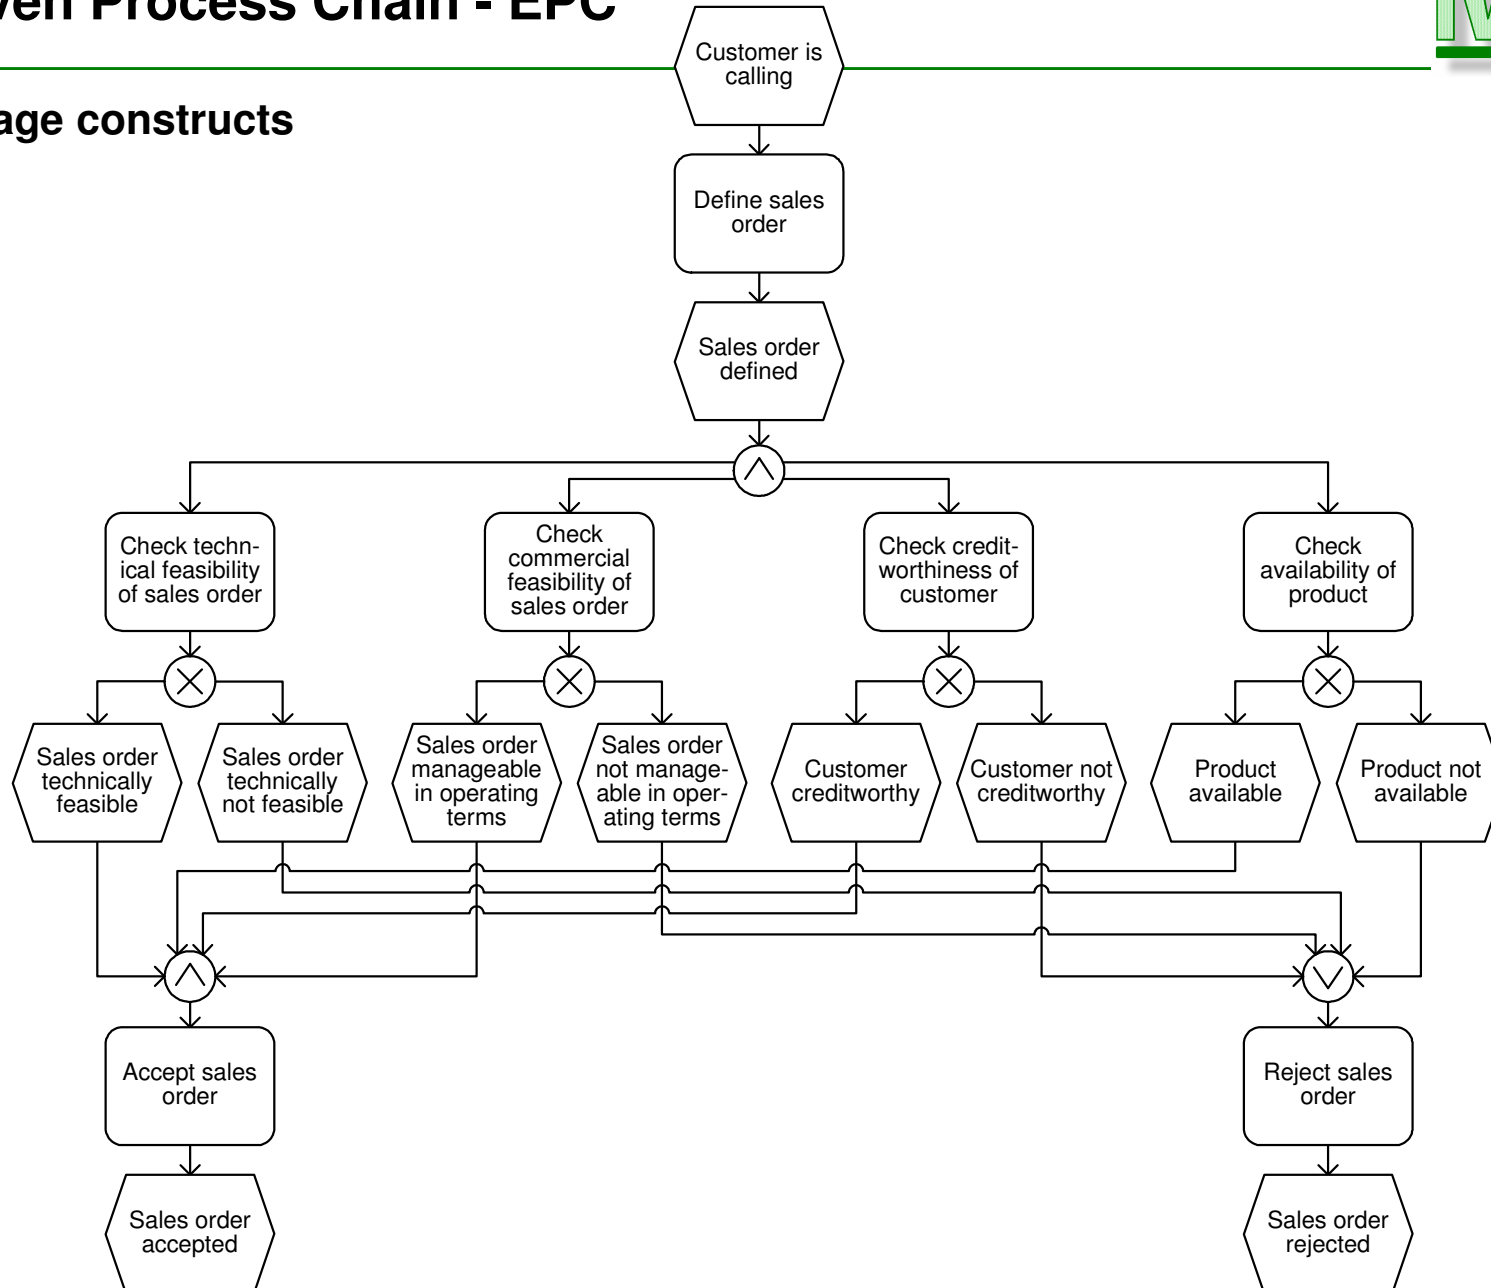 ven Process Chain - EPC
age constructs
Customer is
calling
Define sales
order
Sales order
defined
Check techn-
ical feasibility
of sales order
Check
commercial
feasibility of
sales order
Check credit-
worthiness of
customer
Check
availability of
product
Sales order
technically
feasible
Sales order
technically
not feasible
Sales order
manageable
in operating
terms
Sales order
not manage-
able in oper-
ating terms
Customer
creditworthy
Customer not
creditworthy
Product
available
Product not
available
Accept sales
order
Reject sales
order
Sales order
accepted
Sales order
rejected